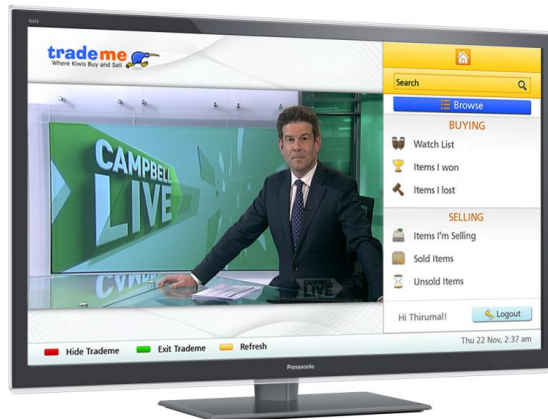 trademe
Where Kiwis Buy and Sell
Search
Browse
BUYING
Watch List
Items I won
Items I lost
SELLING
Items I'm Selling
Sold Items
Unsold Items
Hi Thirumal!
Logout
CAMPBELL
LIVE
LIVE
Hide Trademe
Exit Trademe
Refresh
Thu 22 Nov, 2:37 am
Panasonic